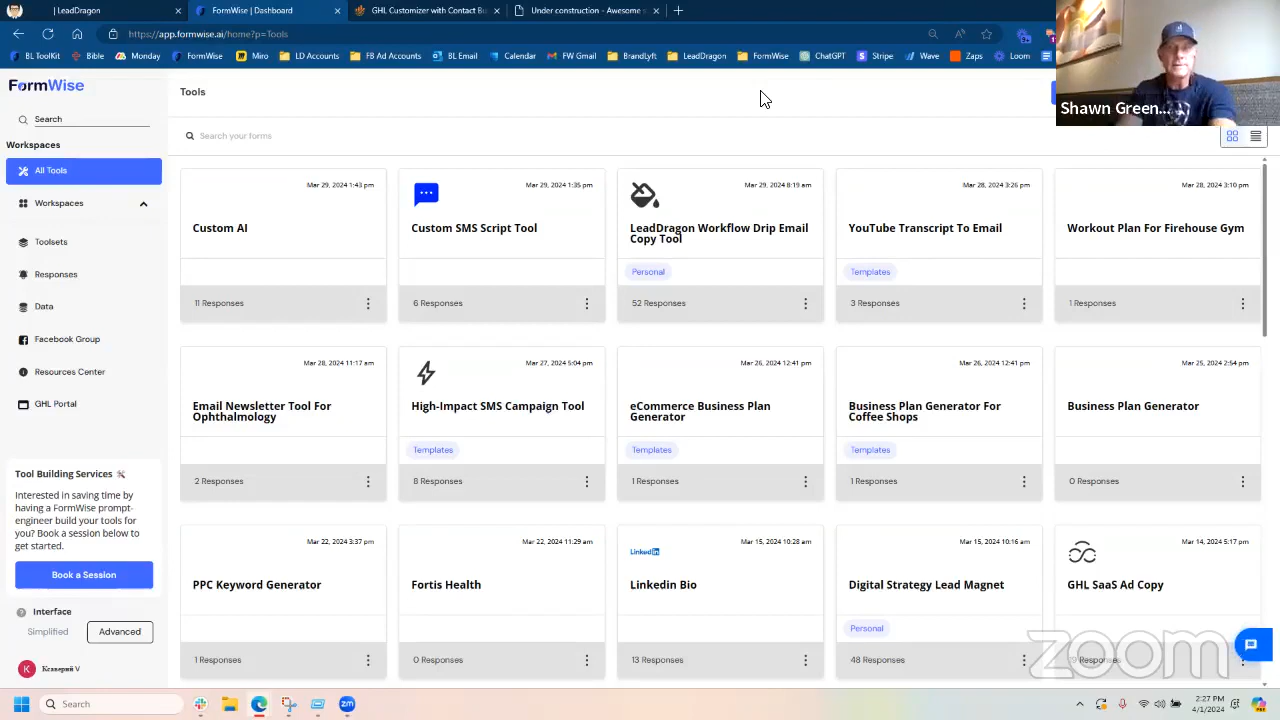 LeadDragon
FormWise | Dashboard
GHL Customizer with Contact Bu
Under construction - Awesome s
https://app.formwise.ai/home?p=Tools
BL ToolKit
Bible
Monday
FormWise
Miro
LD Accounts
FB Ad Accounts
BL Email
Calendar
FW Gmail
BrandLyft
LeadDragon
FormWise
ChatGPT
Stripe
Wave
Zaps
Loom
Shawn Green...
FormWise
Search
Workspaces
All Tools
Workspaces
Toolsets
Responses
Data
Facebook Group
Resources Center
GHL Portal
Tool Building Services
Interested in saving time by
having a FormWise prompt-
engineer build your tools for
you? Book a session below to
get started.
Book a Session
Interface
Simplified
Advanced
K
Ксаверий V
Tools
Search your forms
Mar 29, 2024 1:43 pm
Custom AI
11 Responses
Mar 29, 2024 1:35 pm
Custom SMS Script Tool
6 Responses
Mar 29, 2024 8:19 am
LeadDragon Workflow Drip Email
Copy Tool
Personal
52 Responses
Mar 28, 2024 3:26 pm
YouTube Transcript To Email
Templates
3 Responses
Mar 28, 2024 3:10 pm
Workout Plan For Firehouse Gym
1 Responses
Mar 28, 2024 11:17 am
Email Newsletter Tool For
Ophthalmology
2 Responses
Mar 27, 2024 5:04 pm
High-Impact SMS Campaign Tool
Templates
8 Responses
Mar 26, 2024 12:41 pm
eCommerce Business Plan
Generator
Templates
1 Responses
Mar 26, 2024 12:41 pm
Business Plan Generator For
Coffee Shops
Templates
1 Responses
Mar 25, 2024 2:54 pm
Business Plan Generator
0 Responses
Mar 22, 2024 3:37 pm
PPC Keyword Generator
1 Responses
Mar 22, 2024 11:29 am
Fortis Health
0 Responses
LinkedIn
Mar 15, 2024 10:28 am
Linkedin Bio
13 Responses
Mar 15, 2024 10:16 am
Digital Strategy Lead Magnet
Personal
48 Responses
Mar 14, 2024 5:17 pm
GHL SaaS Ad Copy
Responses
zoom
Search
zm
2:27 PM
4/1/2024